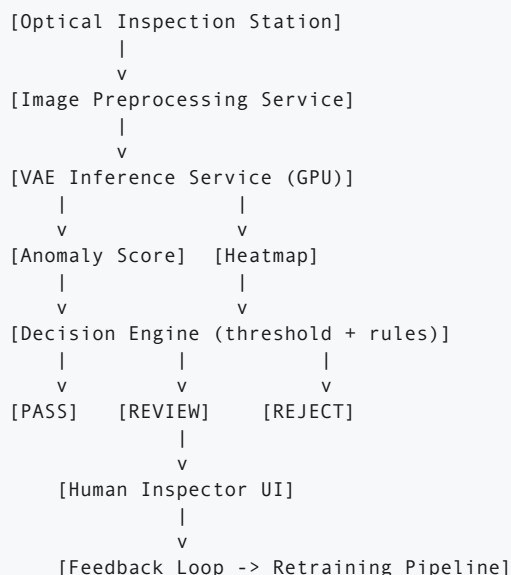 [Optical Inspection Station]
|
v
[Image Preprocessing Service]
|
v
[VAE Inference Service (GPU)]
| |
v v
[Anomaly Score] [Heatmap]
| |
v v
[Decision Engine (threshold + rules)]
| | |
v v v
[PASS] [REVIEW] [REJECT]
|
v
[Human Inspector UI]
|
v
[Feedback Loop -> Retraining Pipeline]